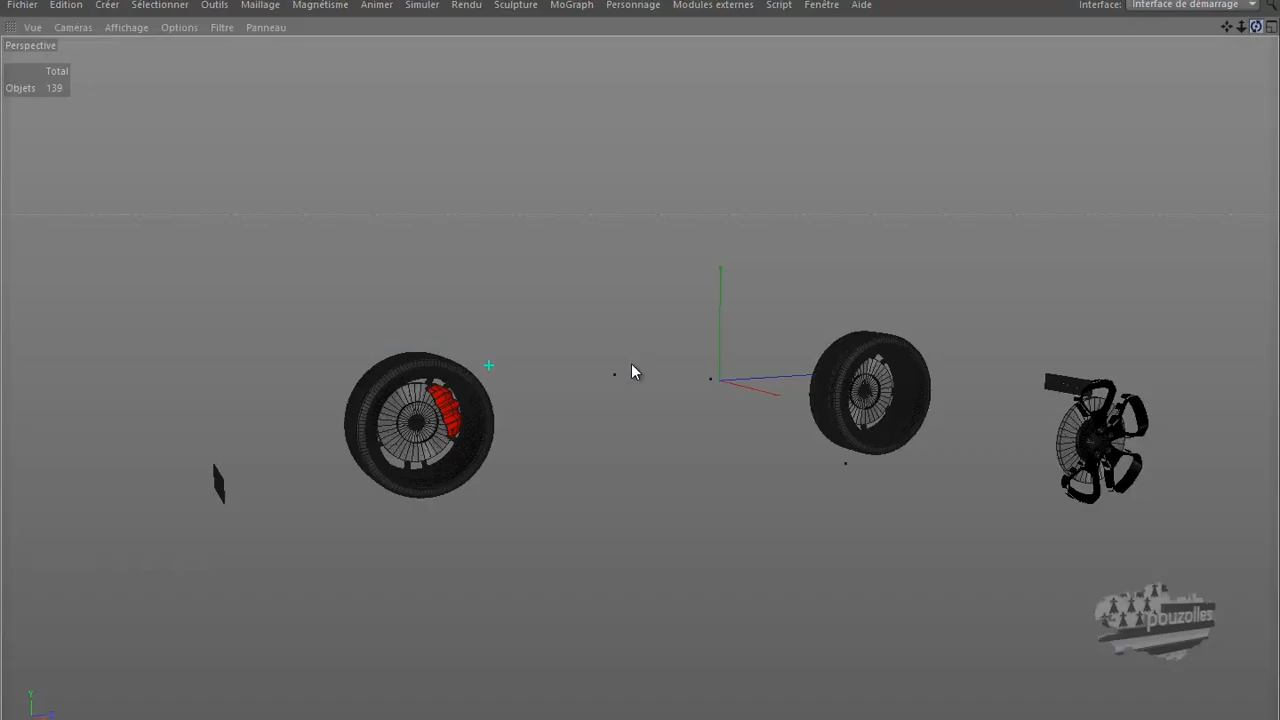 Fichier Edition Créer Sélectionner Outils Maillage Magnétisme Animer Simuler Rendu Sculpture MoGraph Personnage Modules externes Script Fenêtre Aide Interface: Interface de démarrage
Vue Caméras Affichage Options Filtre Panneau
Perspective
Total
Objets 139
pouzolles
Y
Z